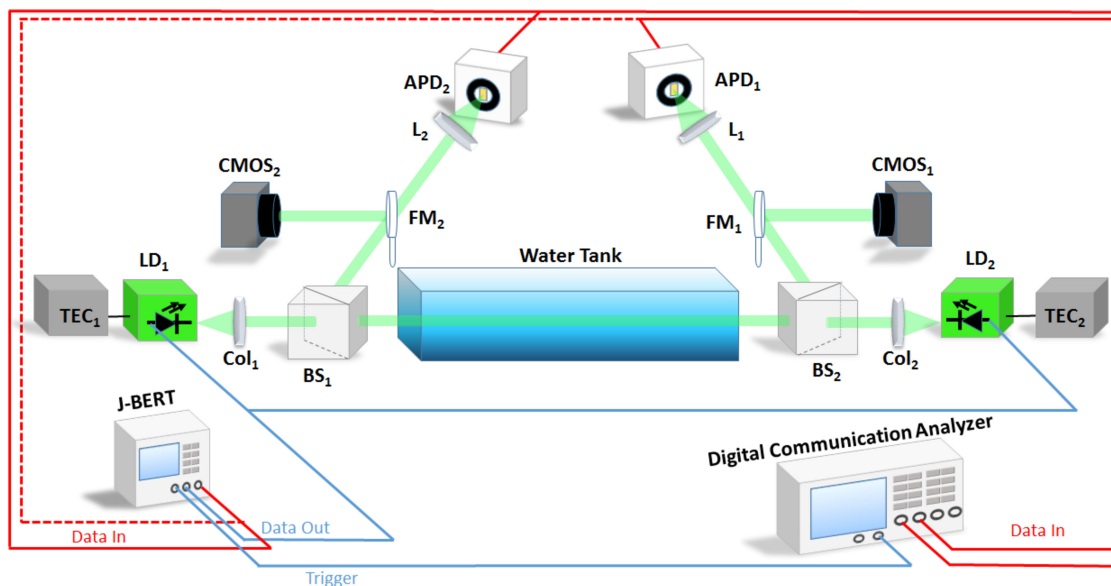 APD₂
APD₁
L₂
L₁
CMOS₂
CMOS₁
FM₂
FM₁
Water Tank
LD₁
LD₂
TEC₁
TEC₂
Col₁
BS₁
BS₂
Col₂
J-BERT
Digital Communication Analyzer
Data In
Data Out
Data In
Trigger